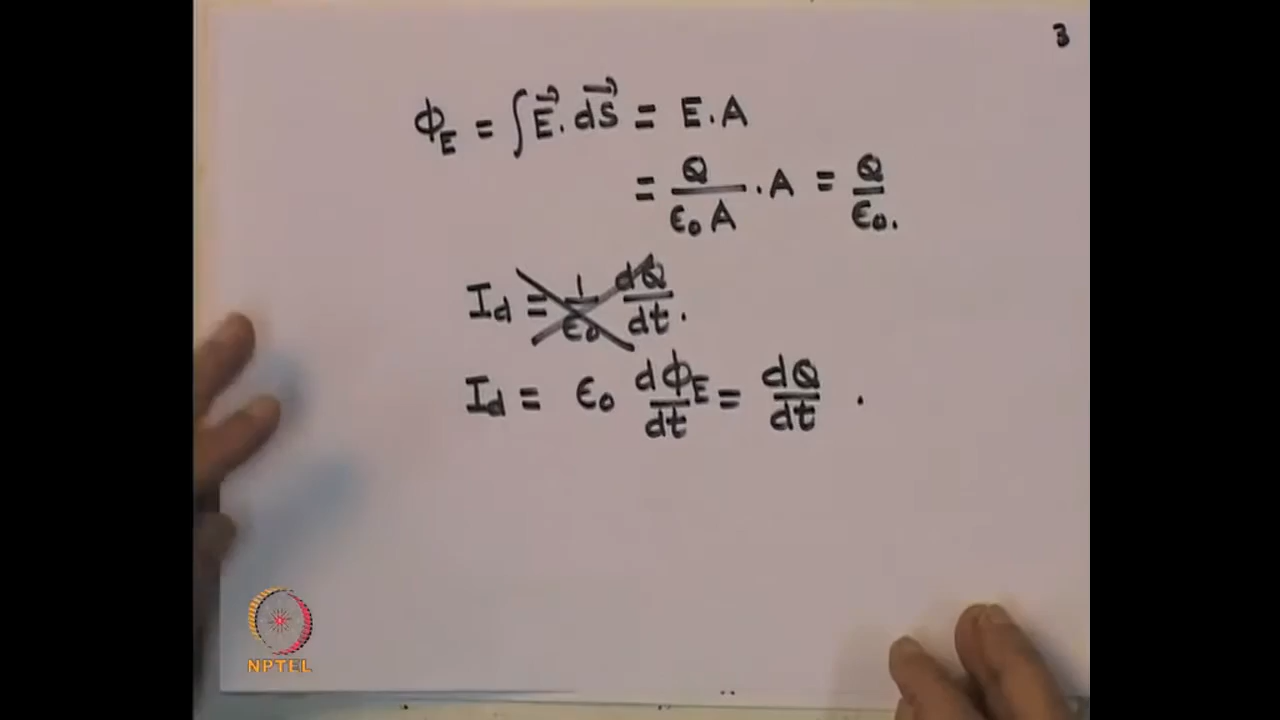 3
ϕ_E = ∫E⃗. dS⃗ = E.A
= Q/ε₀A . A = Q/ε₀.
I_d = 1/ε₀ dQ/dt.
I_d = ε₀ dϕ_E/dt = dQ/dt .
NPTEL